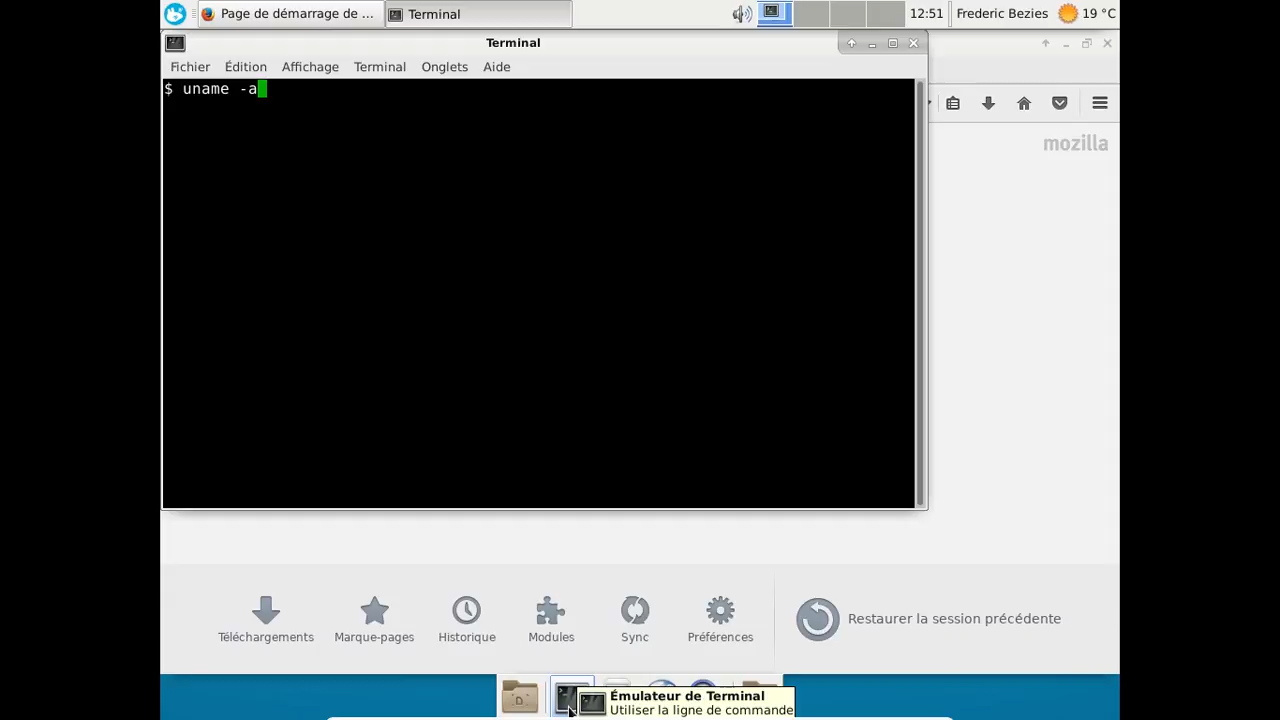 Page de démarrage de ...
Terminal
12:51
Frederic Bezies
19 °C
Terminal
Fichier
Édition
Affichage
Terminal
Onglets
Aide
$ uname -a
mozilla
Téléchargements
Marque-pages
Historique
Modules
Sync
Préférences
Restaurer la session précédente
Émulateur de Terminal
Utiliser la ligne de commande